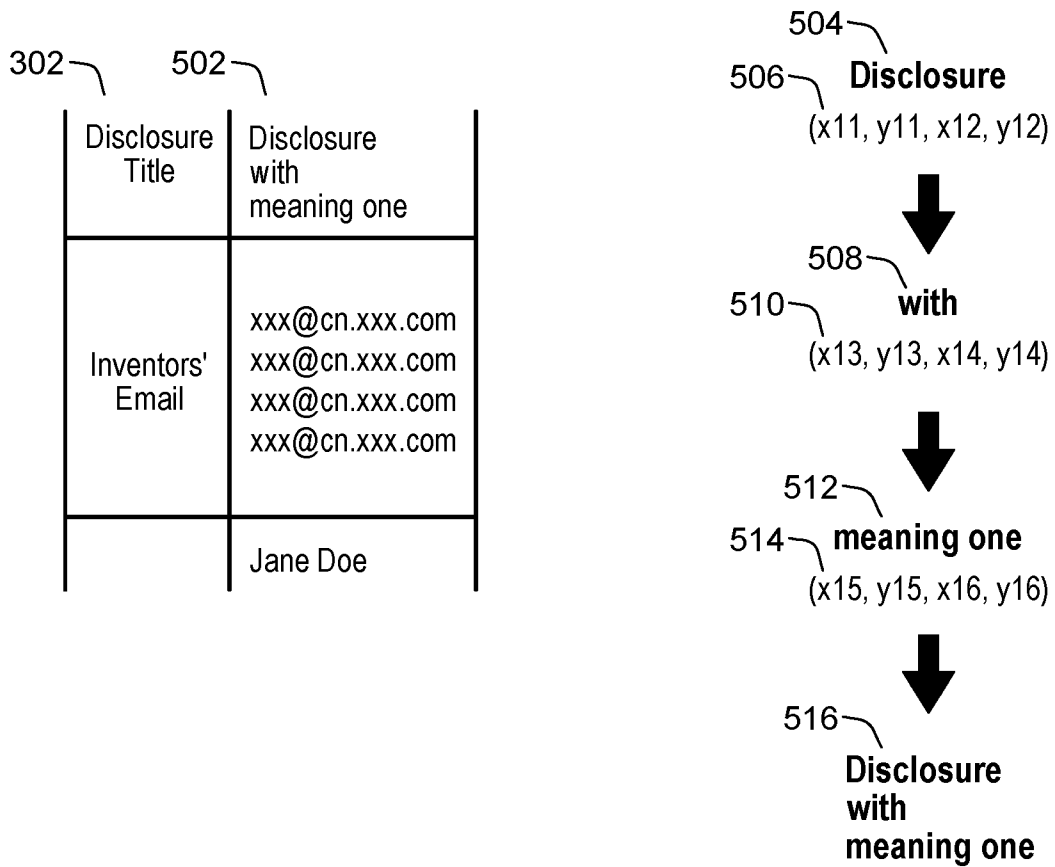 302
502
Disclosure
Title
Disclosure
with
meaning one
Inventors'
Email
xxx@cn.xxx.com
xxx@cn.xxx.com
xxx@cn.xxx.com
xxx@cn.xxx.com
Jane Doe
504
Disclosure
506
(x11, y11, x12, y12)
508
with
510
(x13, y13, x14, y14)
512
meaning one
514
(x15, y15, x16, y16)
516
Disclosure
with
meaning one